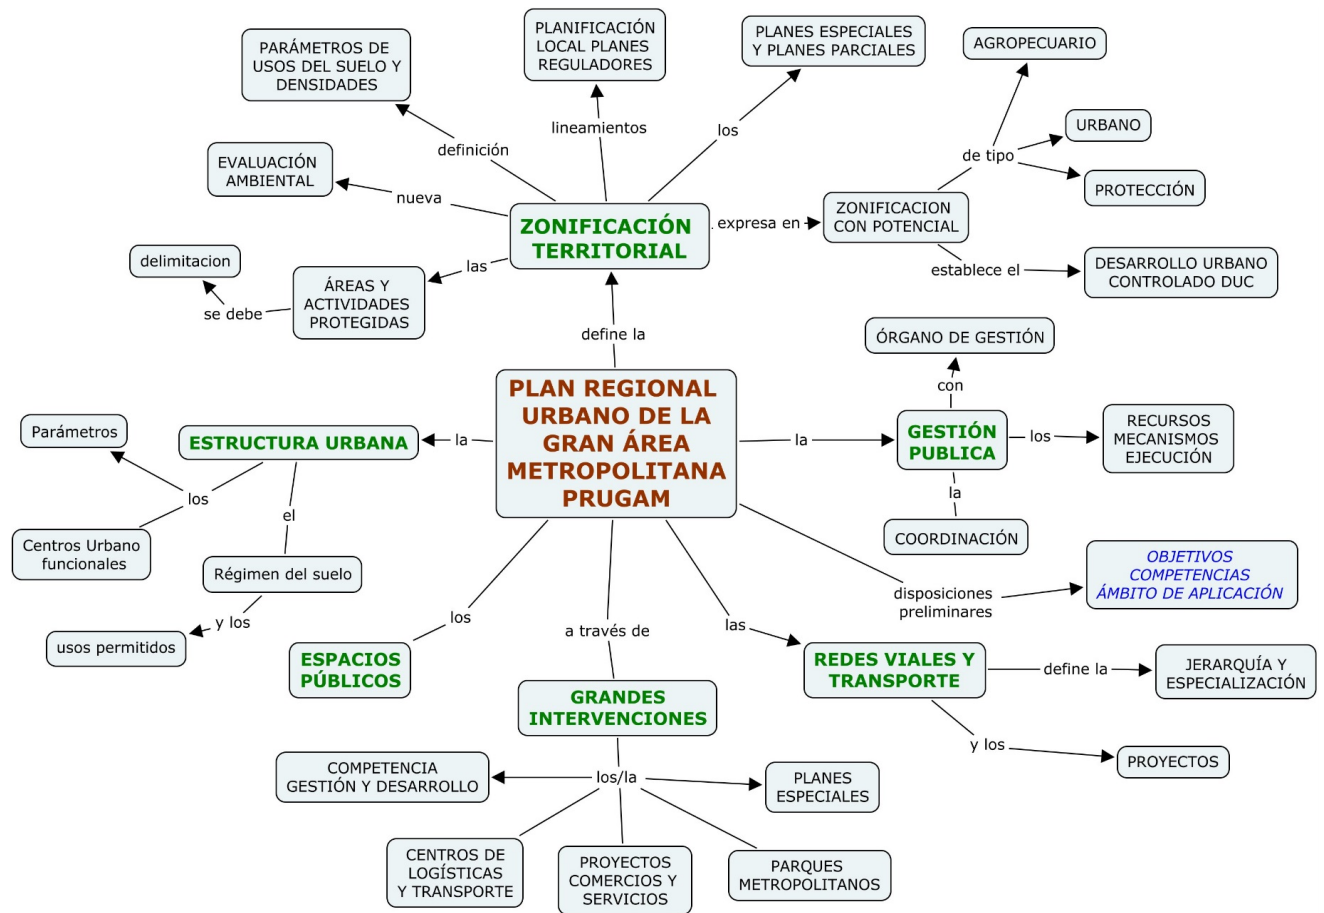 PARÁMETROS DE
USOS DEL SUELO Y
DENSIDADES
PLANIFICACIÓN
LOCAL PLANES
REGULADORES
PLANES ESPECIALES
Y PLANES PARCIALES
AGROPECUARIO
lineamientos
los
definición
URBANO
de tipo
EVALUACIÓN
AMBIENTAL
nueva
PROTECCIÓN
ZONIFICACIÓN
TERRITORIAL
expresa en
ZONIFICACION
CON POTENCIAL
delimitacion
las
establece el
DESARROLLO URBANO
CONTROLADO DUC
se debe
ÁREAS Y
ACTIVIDADES
PROTEGIDAS
define la
ÓRGANO DE GESTIÓN
con
PLAN REGIONAL
URBANO DE LA
GRAN ÁREA
METROPOLITANA
PRUGAM
Parámetros
ESTRUCTURA URBANA
la
la
GESTIÓN
PUBLICA
los
RECURSOS
MECANISMOS
EJECUCIÓN
los
el
la
COORDINACIÓN
Centros Urbano
funcionales
Régimen del suelo
y los
usos permitidos
disposiciones
preliminares
OBJETIVOS
COMPETENCIAS
ÁMBITO DE APLICACIÓN
los
a través de
las
ESPACIOS
PÚBLICOS
REDES VIALES Y
TRANSPORTE
define la
JERARQUÍA Y
ESPECIALIZACIÓN
GRANDES
INTERVENCIONES
y los
PROYECTOS
COMPETENCIA
GESTIÓN Y DESARROLLO
los/la
PLANES
ESPECIALES
CENTROS DE
LOGÍSTICAS
Y TRANSPORTE
PROYECTOS
COMERCIOS Y
SERVICIOS
PARQUES
METROPOLITANOS